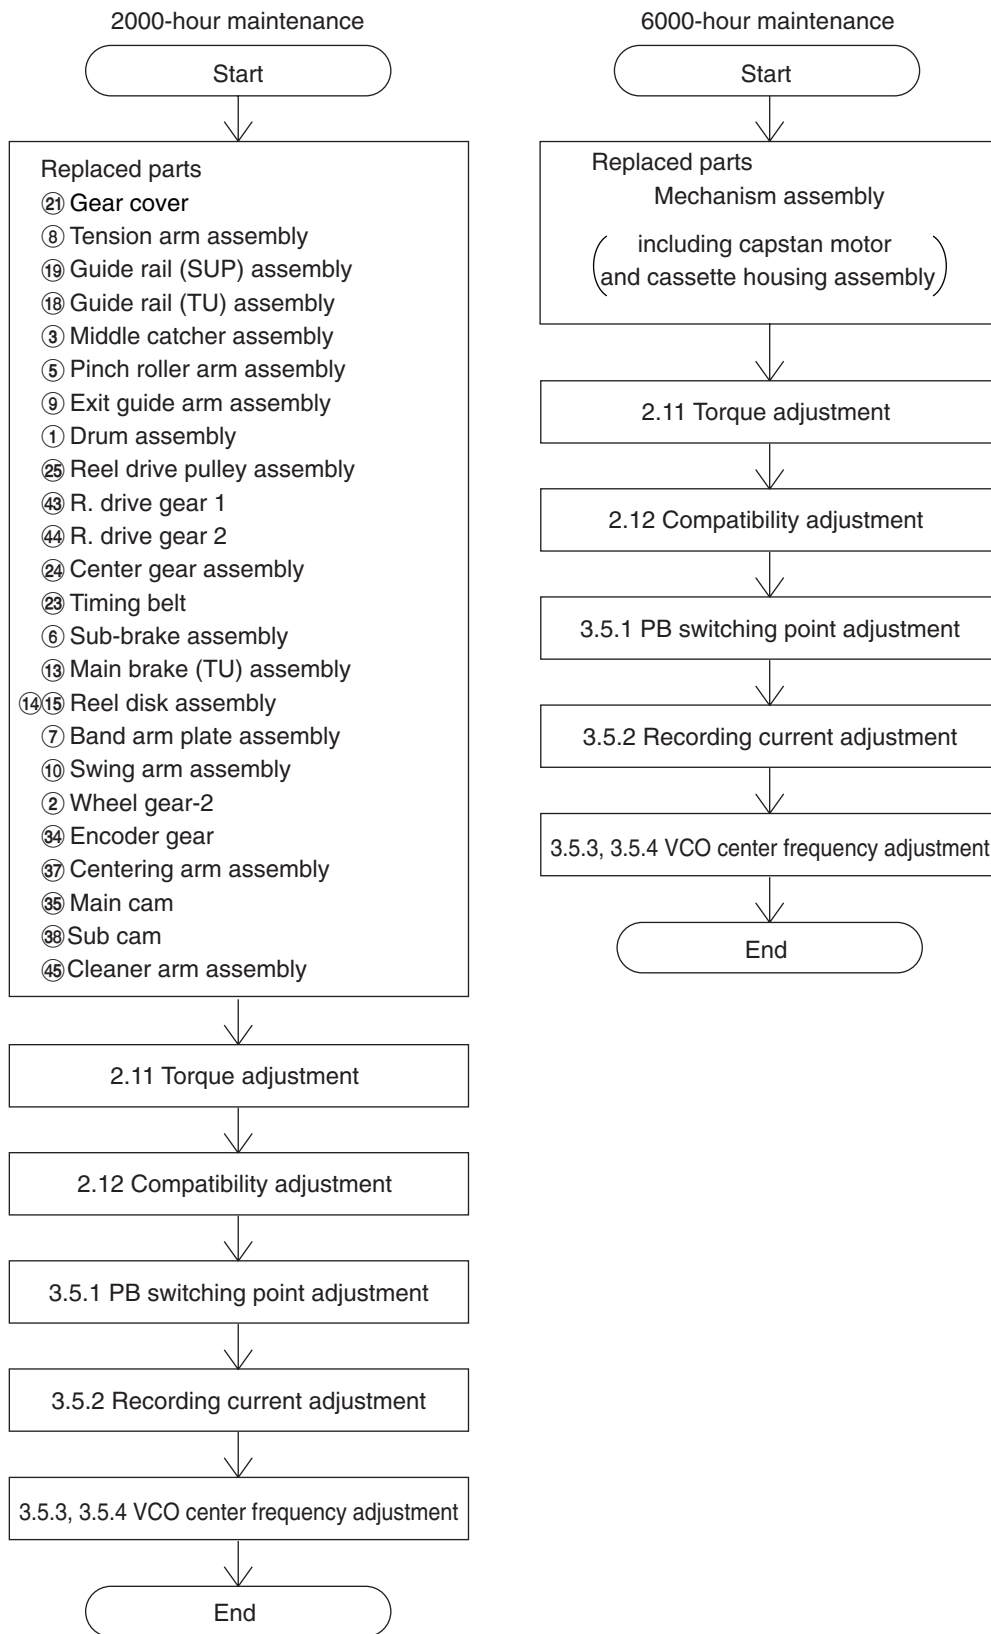 2000-hour maintenance
Start
Replaced parts
㉑ Gear cover
⑧ Tension arm assembly
⑲ Guide rail (SUP) assembly
⑱ Guide rail (TU) assembly
③ Middle catcher assembly
⑤ Pinch roller arm assembly
⑨ Exit guide arm assembly
① Drum assembly
㉕ Reel drive pulley assembly
㊸ R. drive gear 1
㊹ R. drive gear 2
㉔ Center gear assembly
㉓ Timing belt
⑥ Sub-brake assembly
⑬ Main brake (TU) assembly
⑭⑮ Reel disk assembly
⑦ Band arm plate assembly
⑩ Swing arm assembly
② Wheel gear-2
㉞ Encoder gear
㊲ Centering arm assembly
㉟ Main cam
㊳ Sub cam
㊺ Cleaner arm assembly
2.11 Torque adjustment
2.12 Compatibility adjustment
3.5.1 PB switching point adjustment
3.5.2 Recording current adjustment
3.5.3, 3.5.4 VCO center frequency adjustment
End
6000-hour maintenance
Start
Replaced parts
Mechanism assembly
(including capstan motor
and cassette housing assembly)
2.11 Torque adjustment
2.12 Compatibility adjustment
3.5.1 PB switching point adjustment
3.5.2 Recording current adjustment
3.5.3, 3.5.4 VCO center frequency adjustment
End